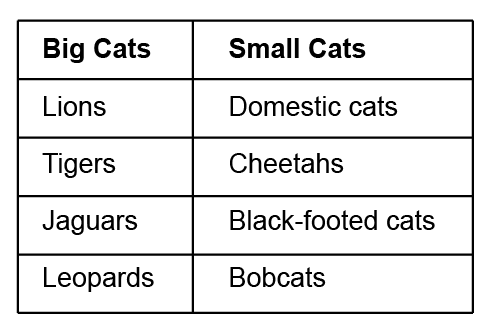 Big Cats Small Cats
Lions Domestic cats
Tigers Cheetahs
Jaguars Black-footed cats
Leopards Bobcats